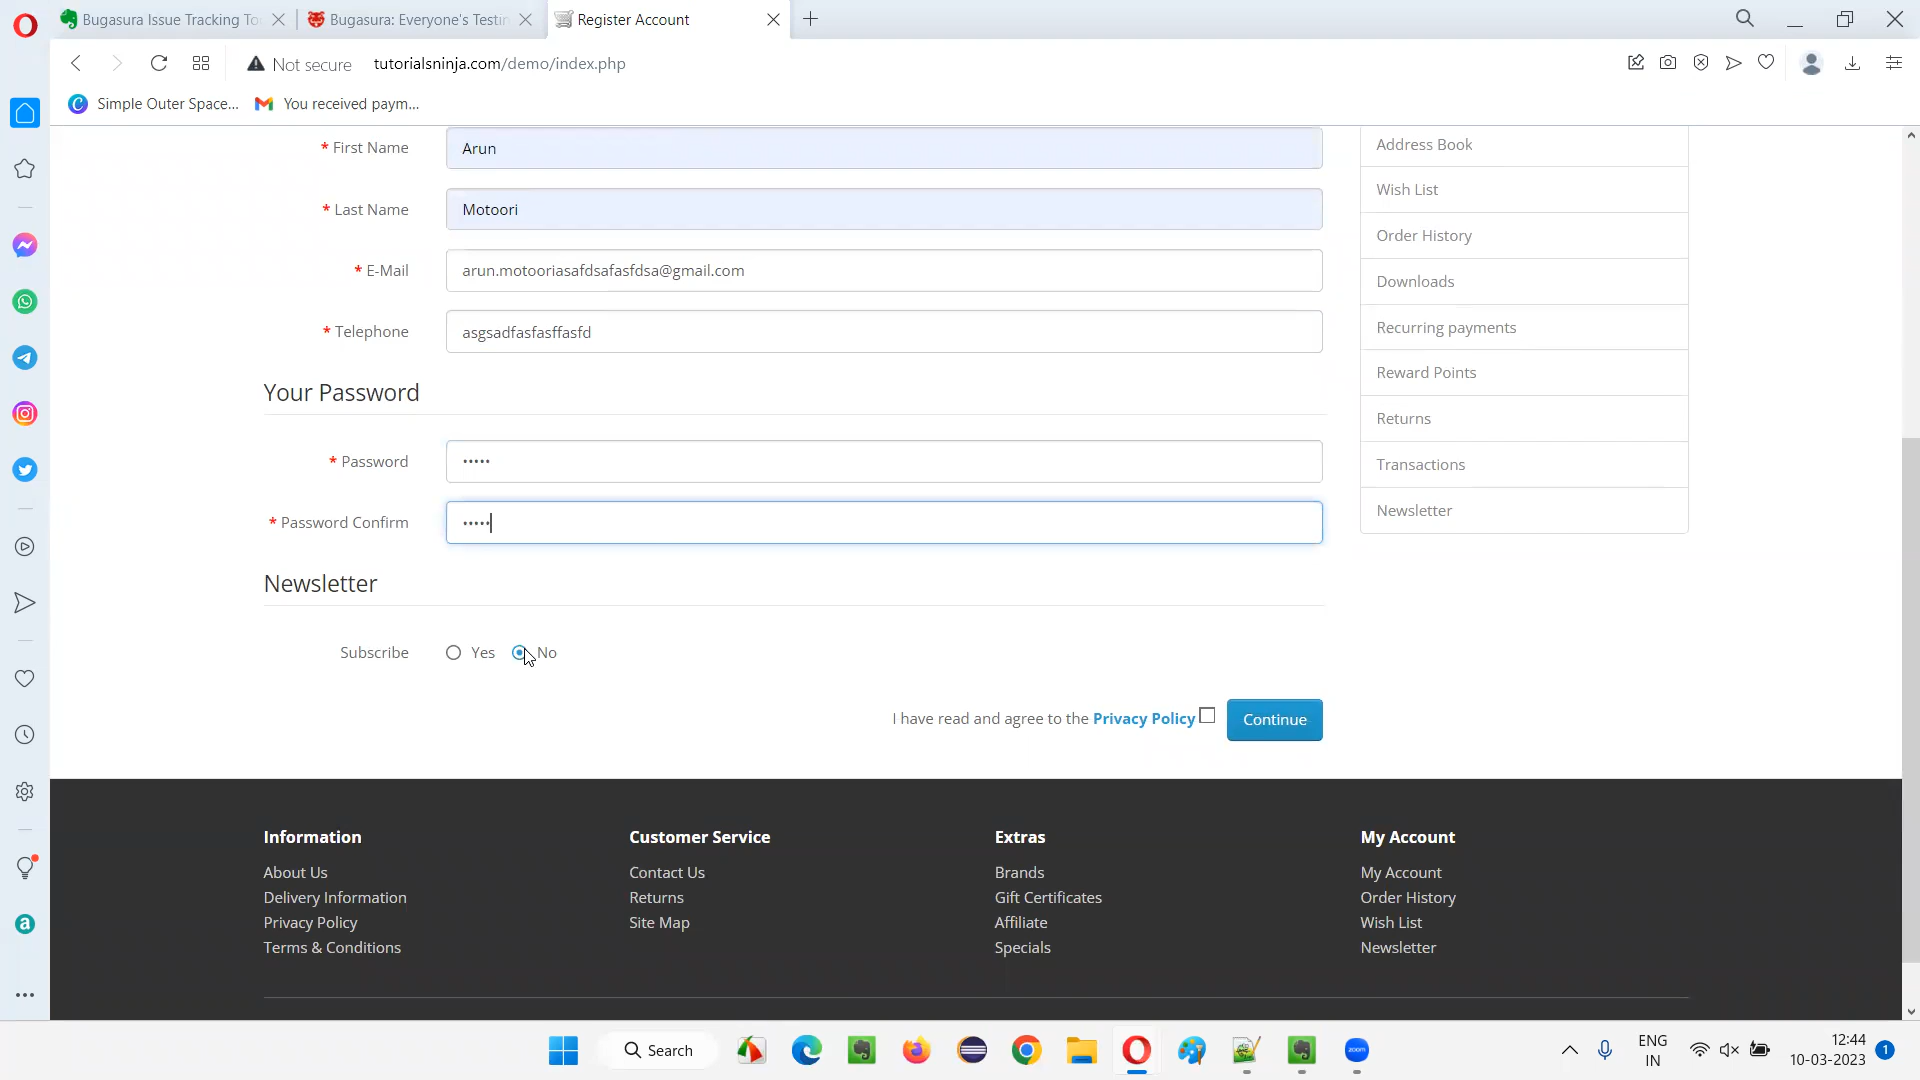 Bugasura Issue Tracking To
Bugasura: Everyone's Testin
Register Account
Not secure
tutorialsninja.com/demo/index.php
Simple Outer Space...
You received paym...
* First Name
Arun
* Last Name
Motoori
* E-Mail
arun.motooriasafdsafasfdsa@gmail.com
* Telephone
asgsadfasfasffasfd
Your Password
* Password
•••••
* Password Confirm
•••••
Newsletter
Subscribe
Yes
No
I have read and agree to the Privacy Policy
Continue
Address Book
Wish List
Order History
Downloads
Recurring payments
Reward Points
Returns
Transactions
Newsletter
Information
About Us
Delivery Information
Privacy Policy
Terms & Conditions
Customer Service
Contact Us
Returns
Site Map
Extras
Brands
Gift Certificates
Affiliate
Specials
My Account
My Account
Order History
Wish List
Newsletter
Search
zoom
ENG
IN
12:44
10-03-2023
1